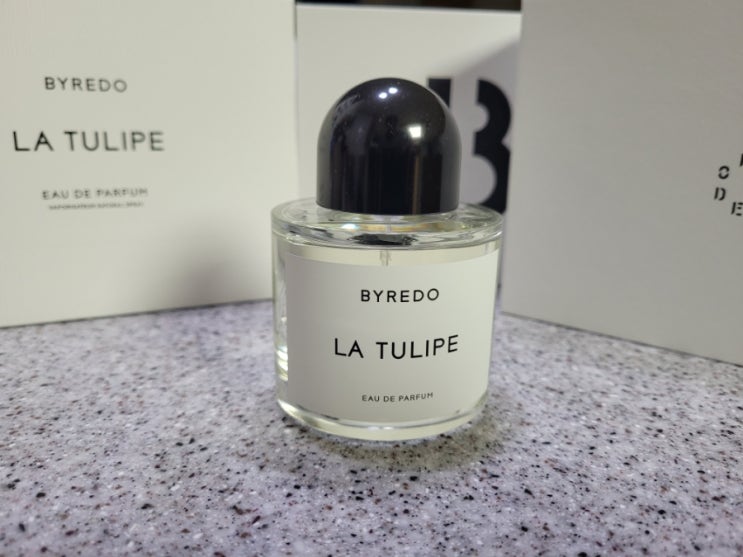 BYREDO
LA TULIPE
EAU DE PARFUM
B
BYREDO
LA TULIPE
EAU DE PARFUM